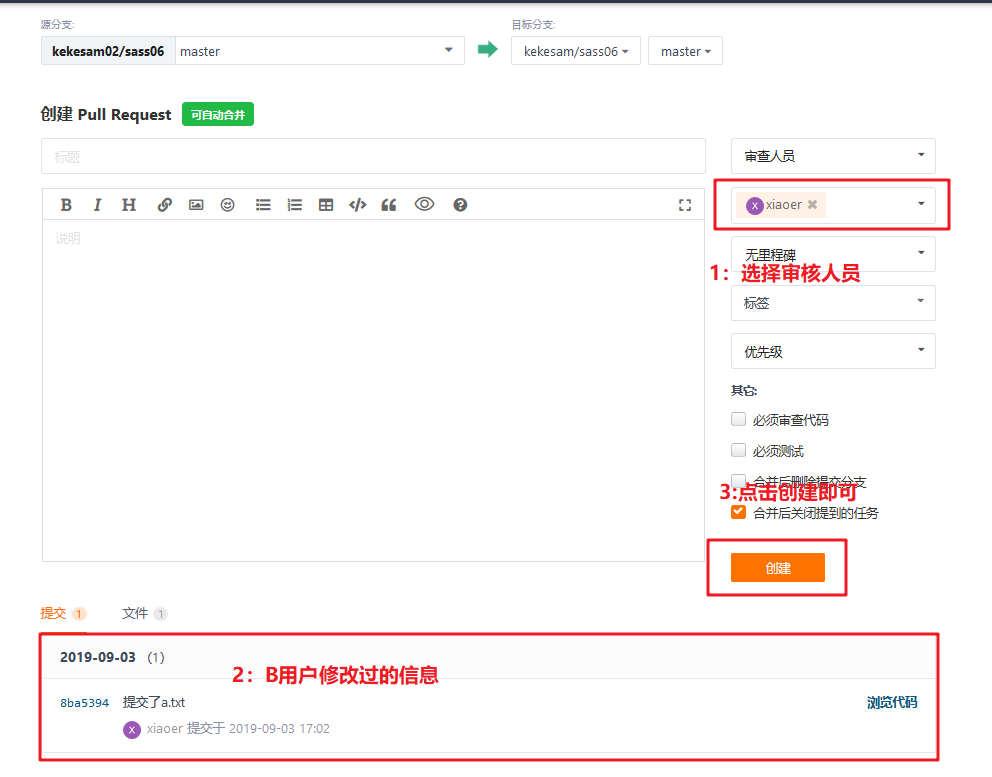 源分支:
目标分支:
kekesam02/sass06 master
kekesam/sass06
master
创建 Pull Request 可自动合并
标题
审查人员
B I H
x xiaoer
说明
无里程碑
1：选择审核人员
标签
优先级
其它:
必须审查代码
必须测试
合并后删除提交分支
3:点击创建即可
合并后关闭提到的任务
创建
提交 1 文件 1
2019-09-03 (1)
2：B用户修改过的信息
8ba5394 提交了a.txt 浏览代码
x xiaoer 提交于 2019-09-03 17:02